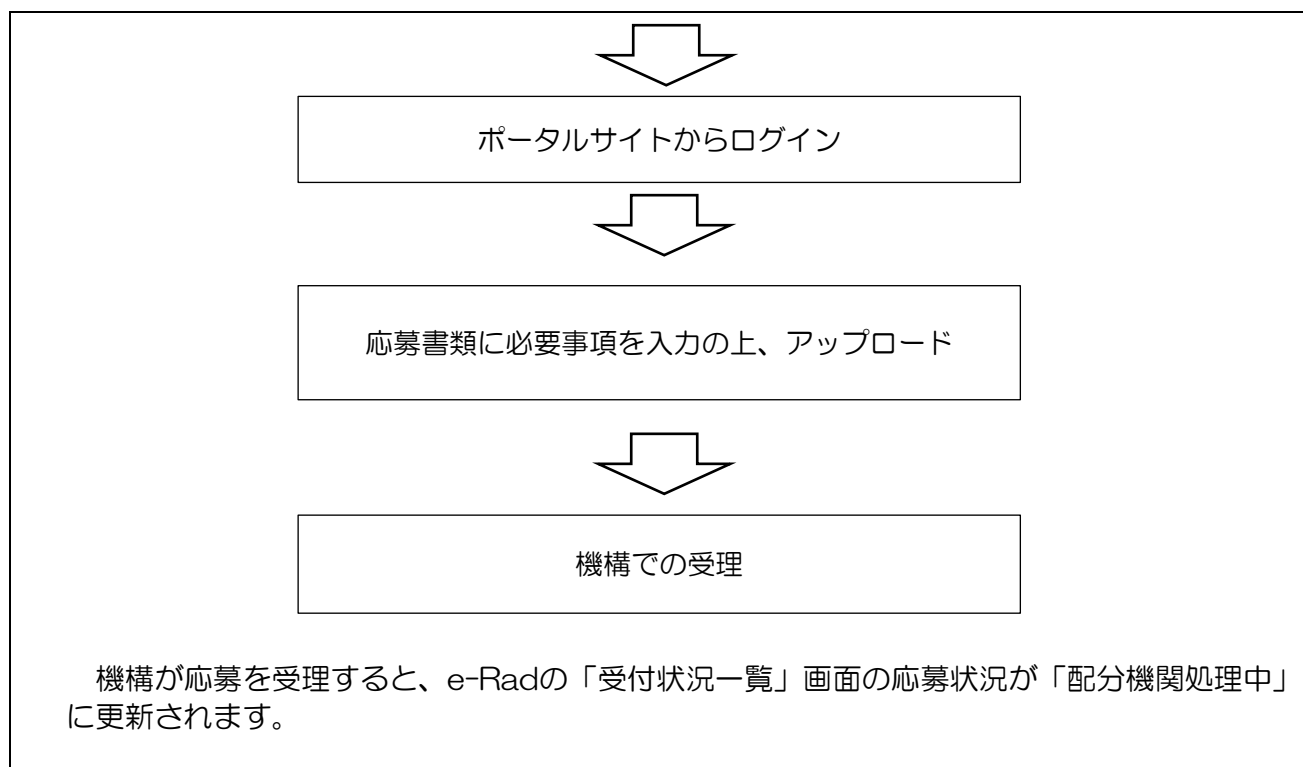 ポータルサイトからログイン
応募書類に必要事項を入力の上、アップロード
機構での受理
機構が応募を受理すると、e-Radの「受付状況一覧」画面の応募状況が「配分機関処理中」
に更新されます。